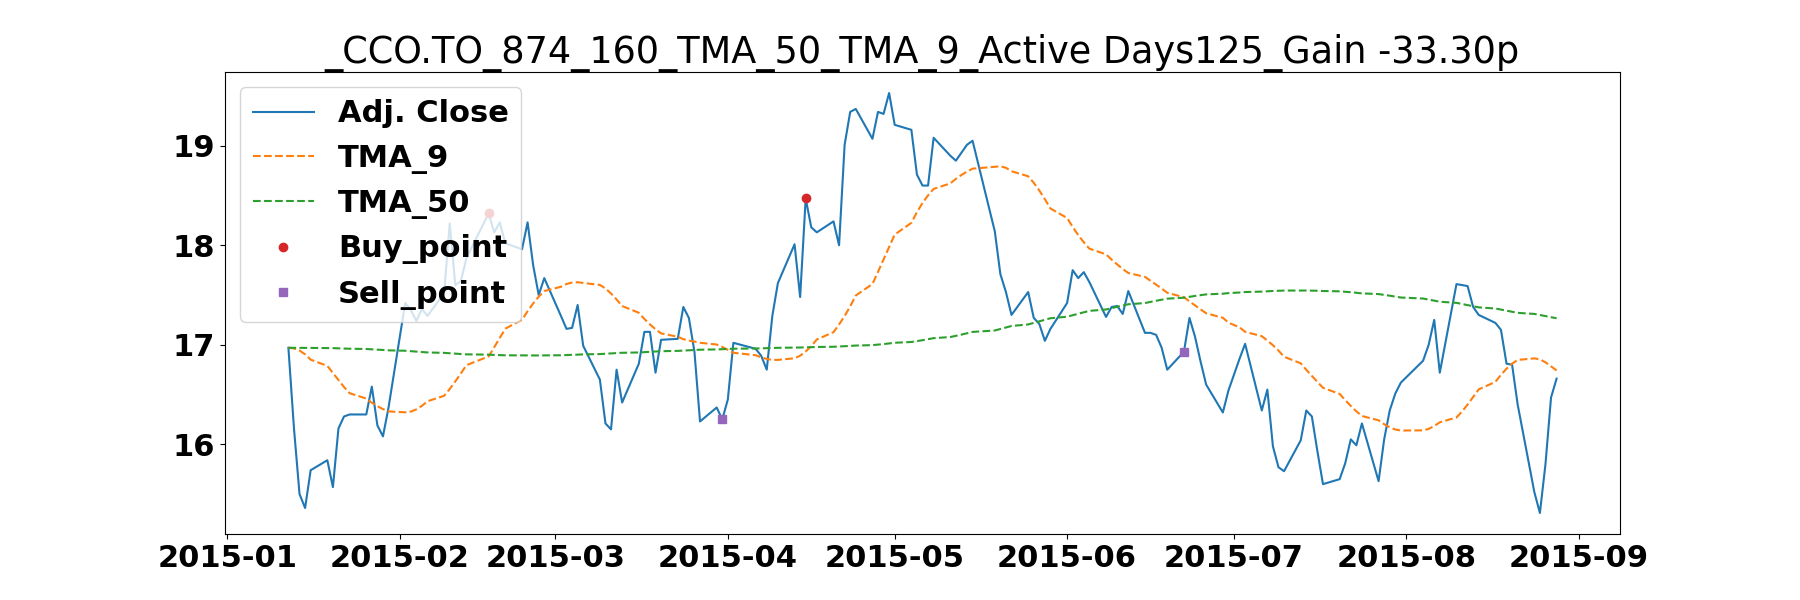 _CCO.TO_874_160_TMA_50_TMA_9_Active Days125_Gain -33.30p
Adj. Close
TMA_9
TMA_50
Buy_point
Sell_point
19
18
17
16
2015-01 2015-02 2015-03 2015-04 2015-05 2015-06 2015-07 2015-08 2015-09